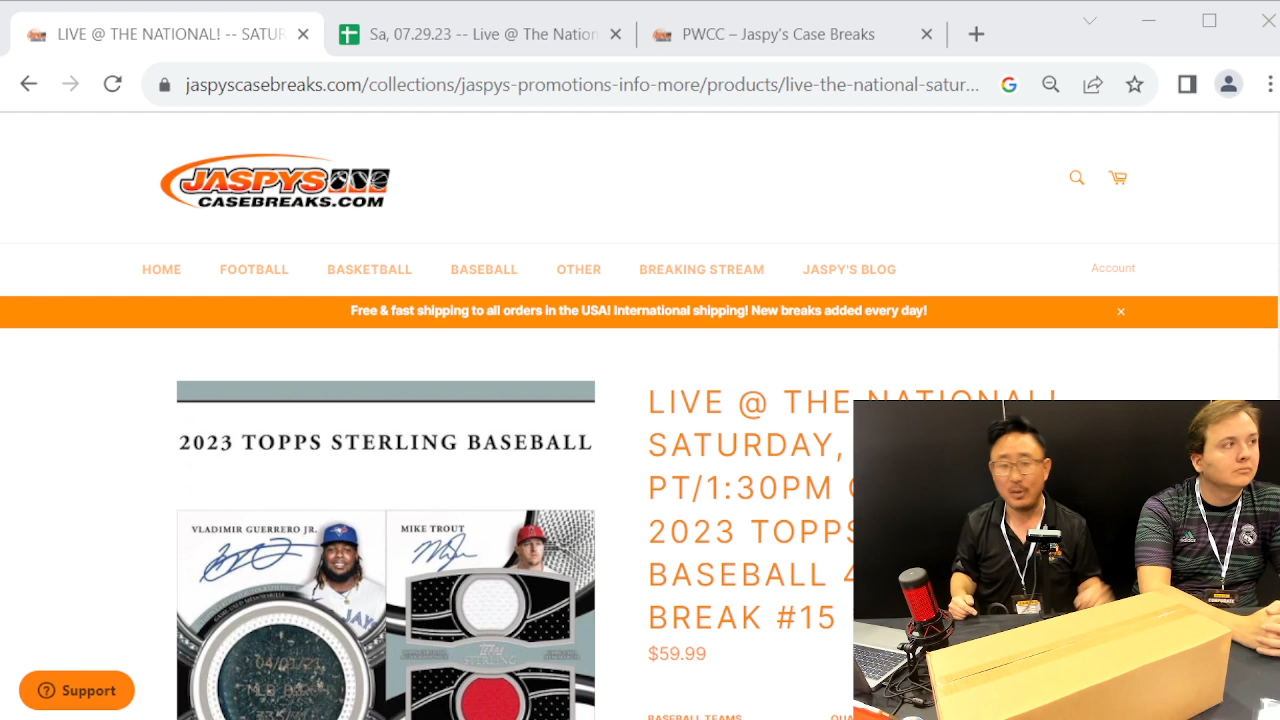 LIVE @ THE NATIONAL! -- SATUR
Sa, 07.29.23 -- Live @ The Nation
PWCC – Jaspy's Case Breaks
jaspyscasebreaks.com/collections/jaspys-promotions-info-more/products/live-the-national-satur...
JASPYS
CASEBREAKS.COM
HOME FOOTBALL BASKETBALL BASEBALL OTHER BREAKING STREAM JASPY'S BLOG Account
Free & fast shipping to all orders in the USA! International shipping! New breaks added every day!
2023 TOPPS STERLING BASEBALL
VLADIMIR GUERRERO JR.
MIKE TROUT
LIVE @ THE NATIONAL!
SATURDAY,
PT/1:30PM
2023 TOPPS
BASEBALL 4
BREAK #15
$59.99
BASEBALL TEAMS
Support